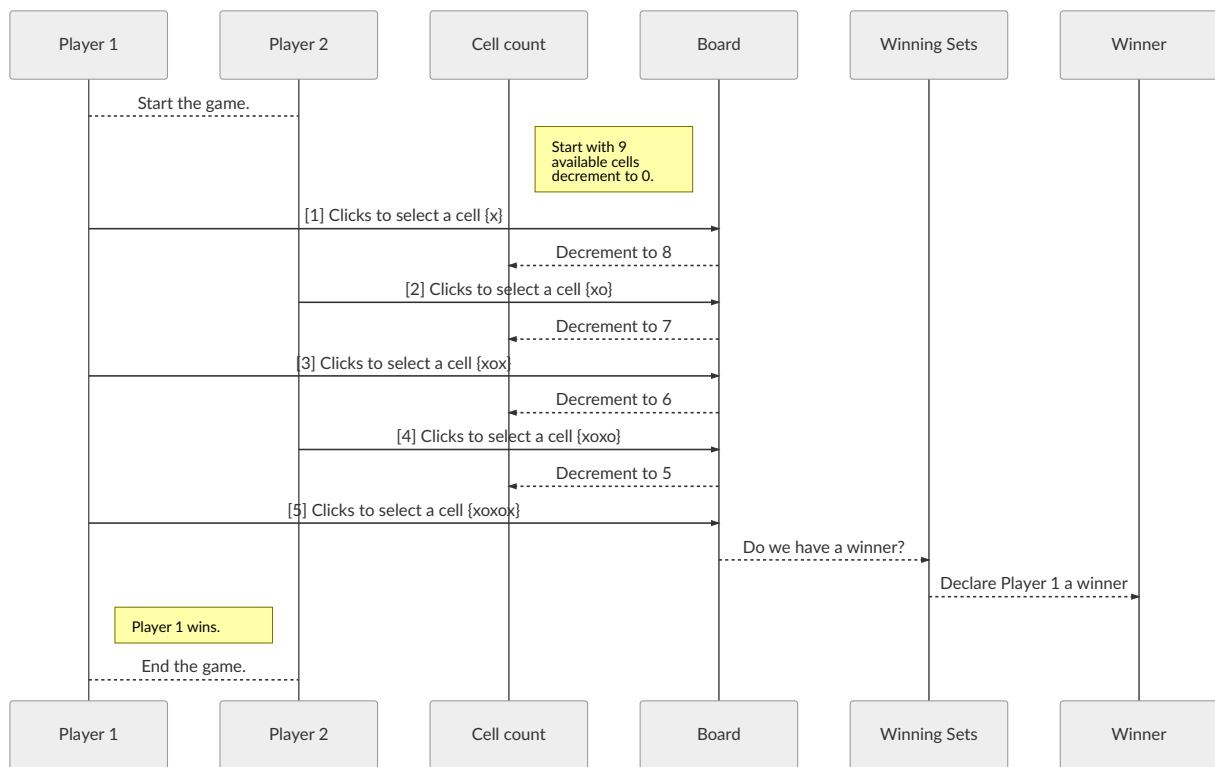 Player 1
Player 2
Cell count
Board
Winning Sets
Winner
Start the game.
Start with 9
available cells
decrement to 0.
[1] Clicks to select a cell {x}
Decrement to 8
[2] Clicks to select a cell {xo}
Decrement to 7
[3] Clicks to select a cell {xox}
Decrement to 6
[4] Clicks to select a cell {xoxo}
Decrement to 5
[5] Clicks to select a cell {xoxox}
Do we have a winner?
Declare Player 1 a winner
Player 1 wins.
End the game.
Player 1
Player 2
Cell count
Board
Winning Sets
Winner